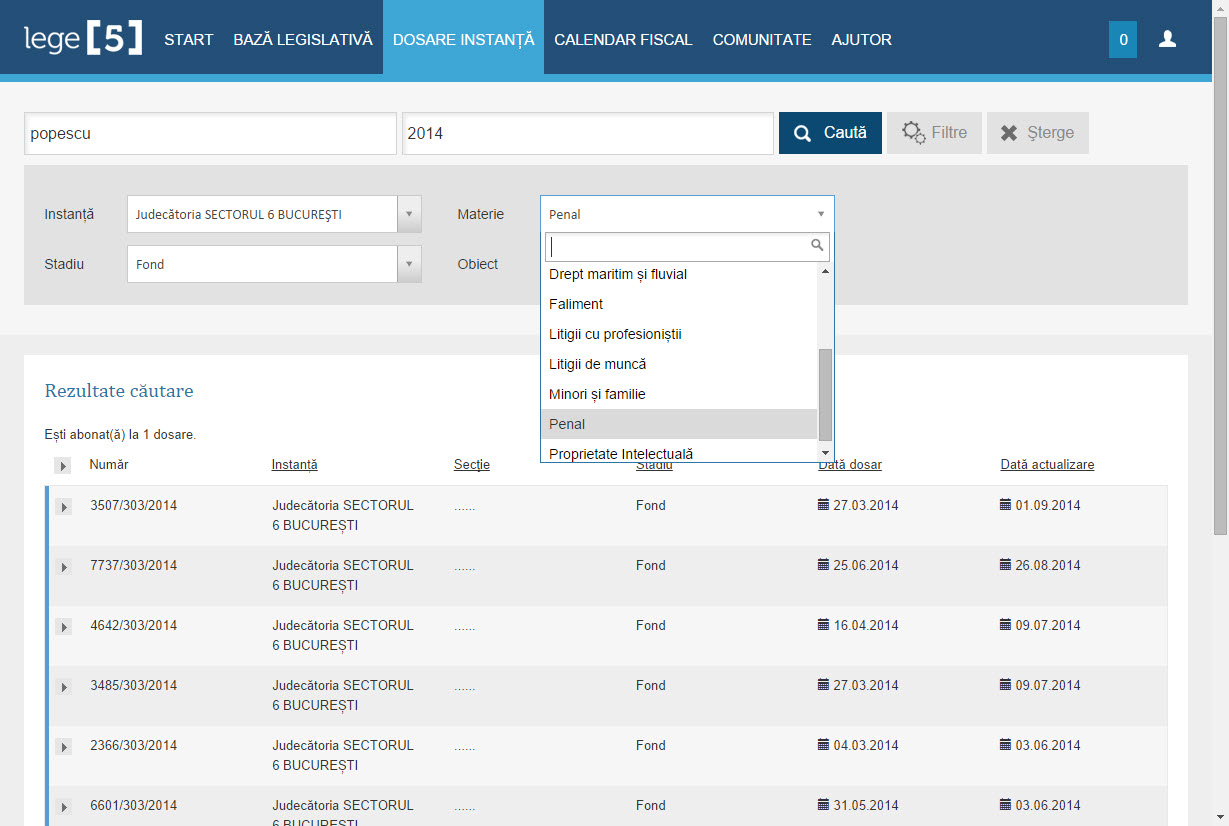 lege [5] START BAZĂ LEGISLATIVĂ DOSARE INSTANȚĂ CALENDAR FISCAL COMUNITATE AJUTOR 0
popescu 2014 Caută Filtre Șterge
Instanță Judecătoria SECTORUL 6 BUCUREȘTI Materie Penal
Stadiu Fond Obiect
Drept maritim și fluvial
Faliment
Litigii cu profesioniștii
Litigii de muncă
Minori și familie
Penal
Proprietate Intelectuală
Rezultate căutare
Ești abonat(ă) la 1 dosare.
Număr Instanță Secție Stadiu Dată dosar Dată actualizare
3507/303/2014 Judecătoria SECTORUL ...... Fond 27.03.2014 01.09.2014
6 BUCUREȘTI
7737/303/2014 Judecătoria SECTORUL ...... Fond 25.06.2014 26.08.2014
6 BUCUREȘTI
4642/303/2014 Judecătoria SECTORUL ...... Fond 16.04.2014 09.07.2014
6 BUCUREȘTI
3485/303/2014 Judecătoria SECTORUL ...... Fond 27.03.2014 09.07.2014
6 BUCUREȘTI
2366/303/2014 Judecătoria SECTORUL ...... Fond 04.03.2014 03.06.2014
6 BUCUREȘTI
6601/303/2014 Judecătoria SECTORUL ...... Fond 31.05.2014 03.06.2014
6 BUCUREȘTI